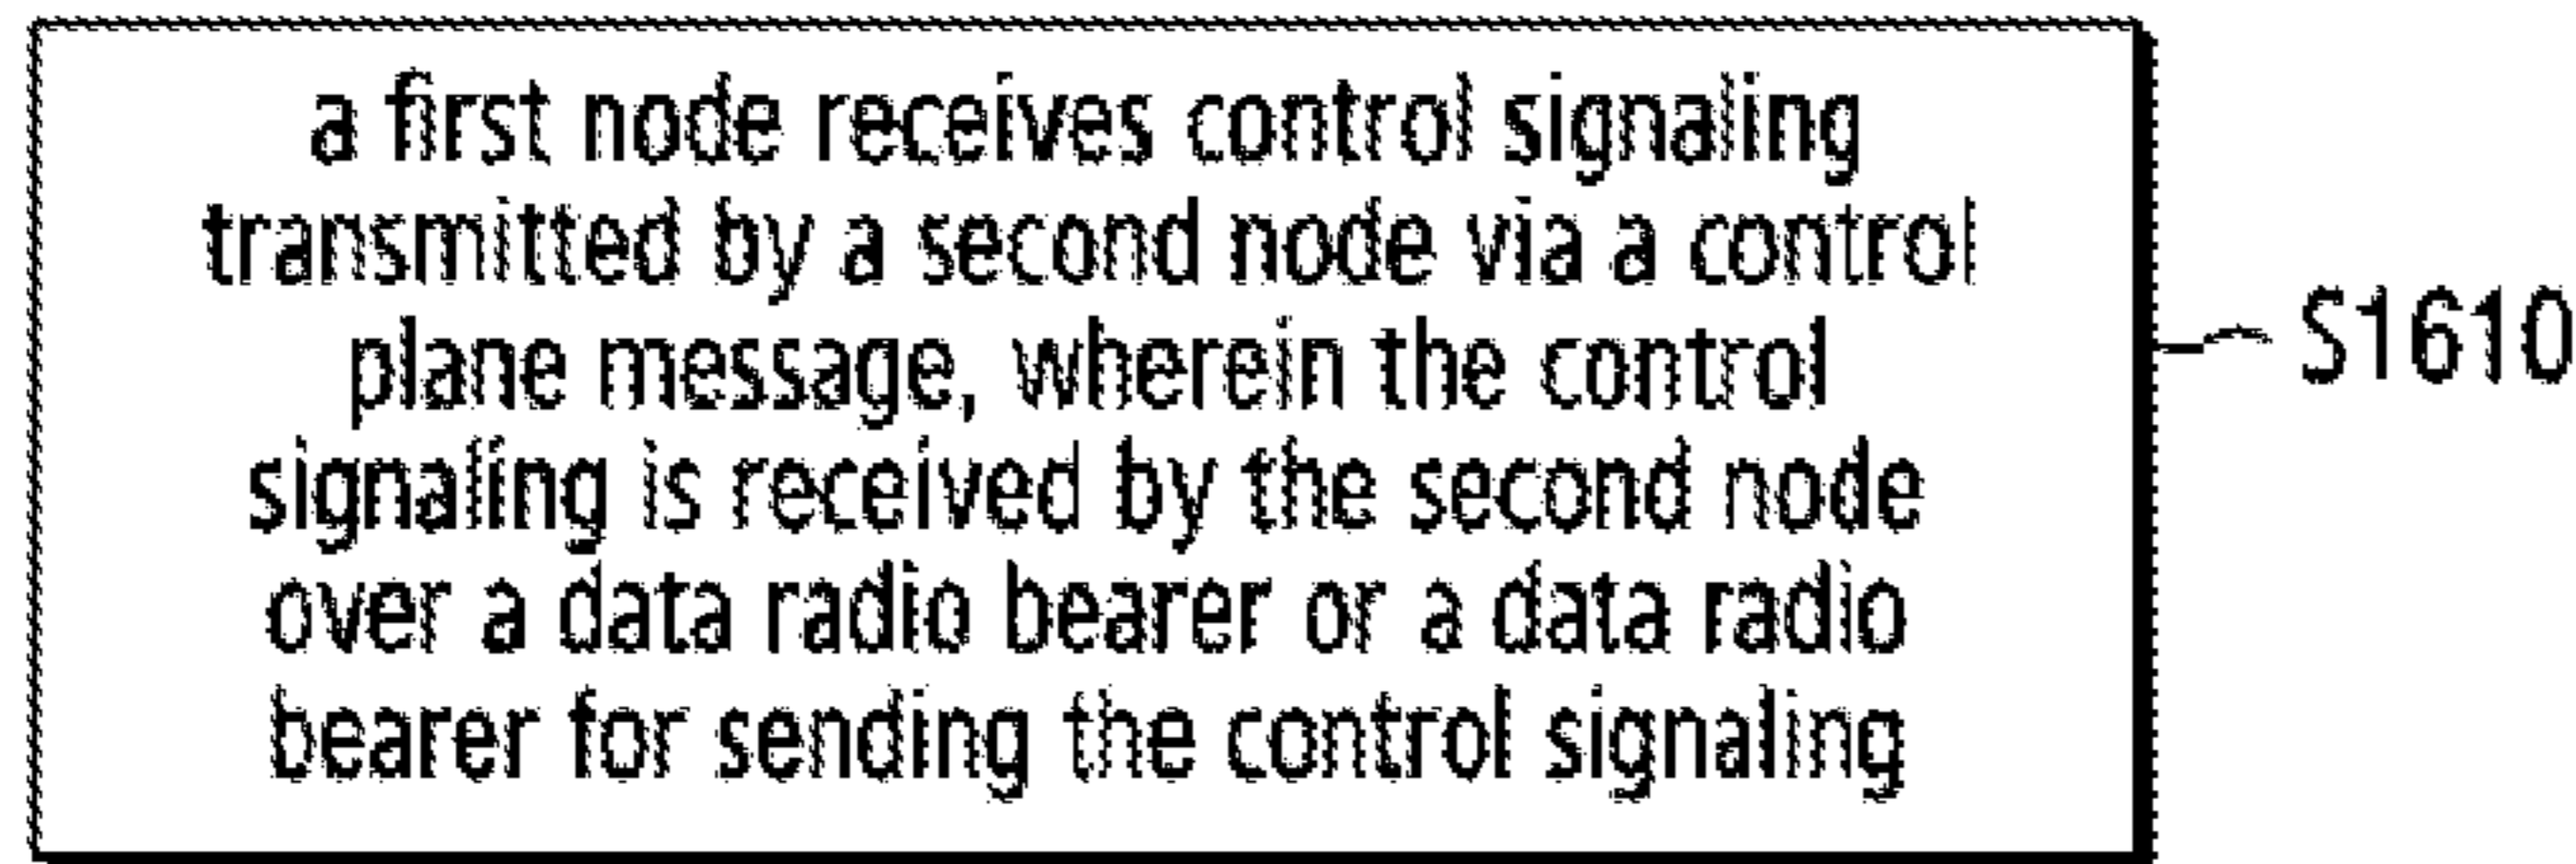 a first node receives control signaling
transmitted by a second node via a control
plane message, wherein the control
signaling is received by the second node
over a data radio bearer or a data radio
bearer for sending the control signaling
S1610